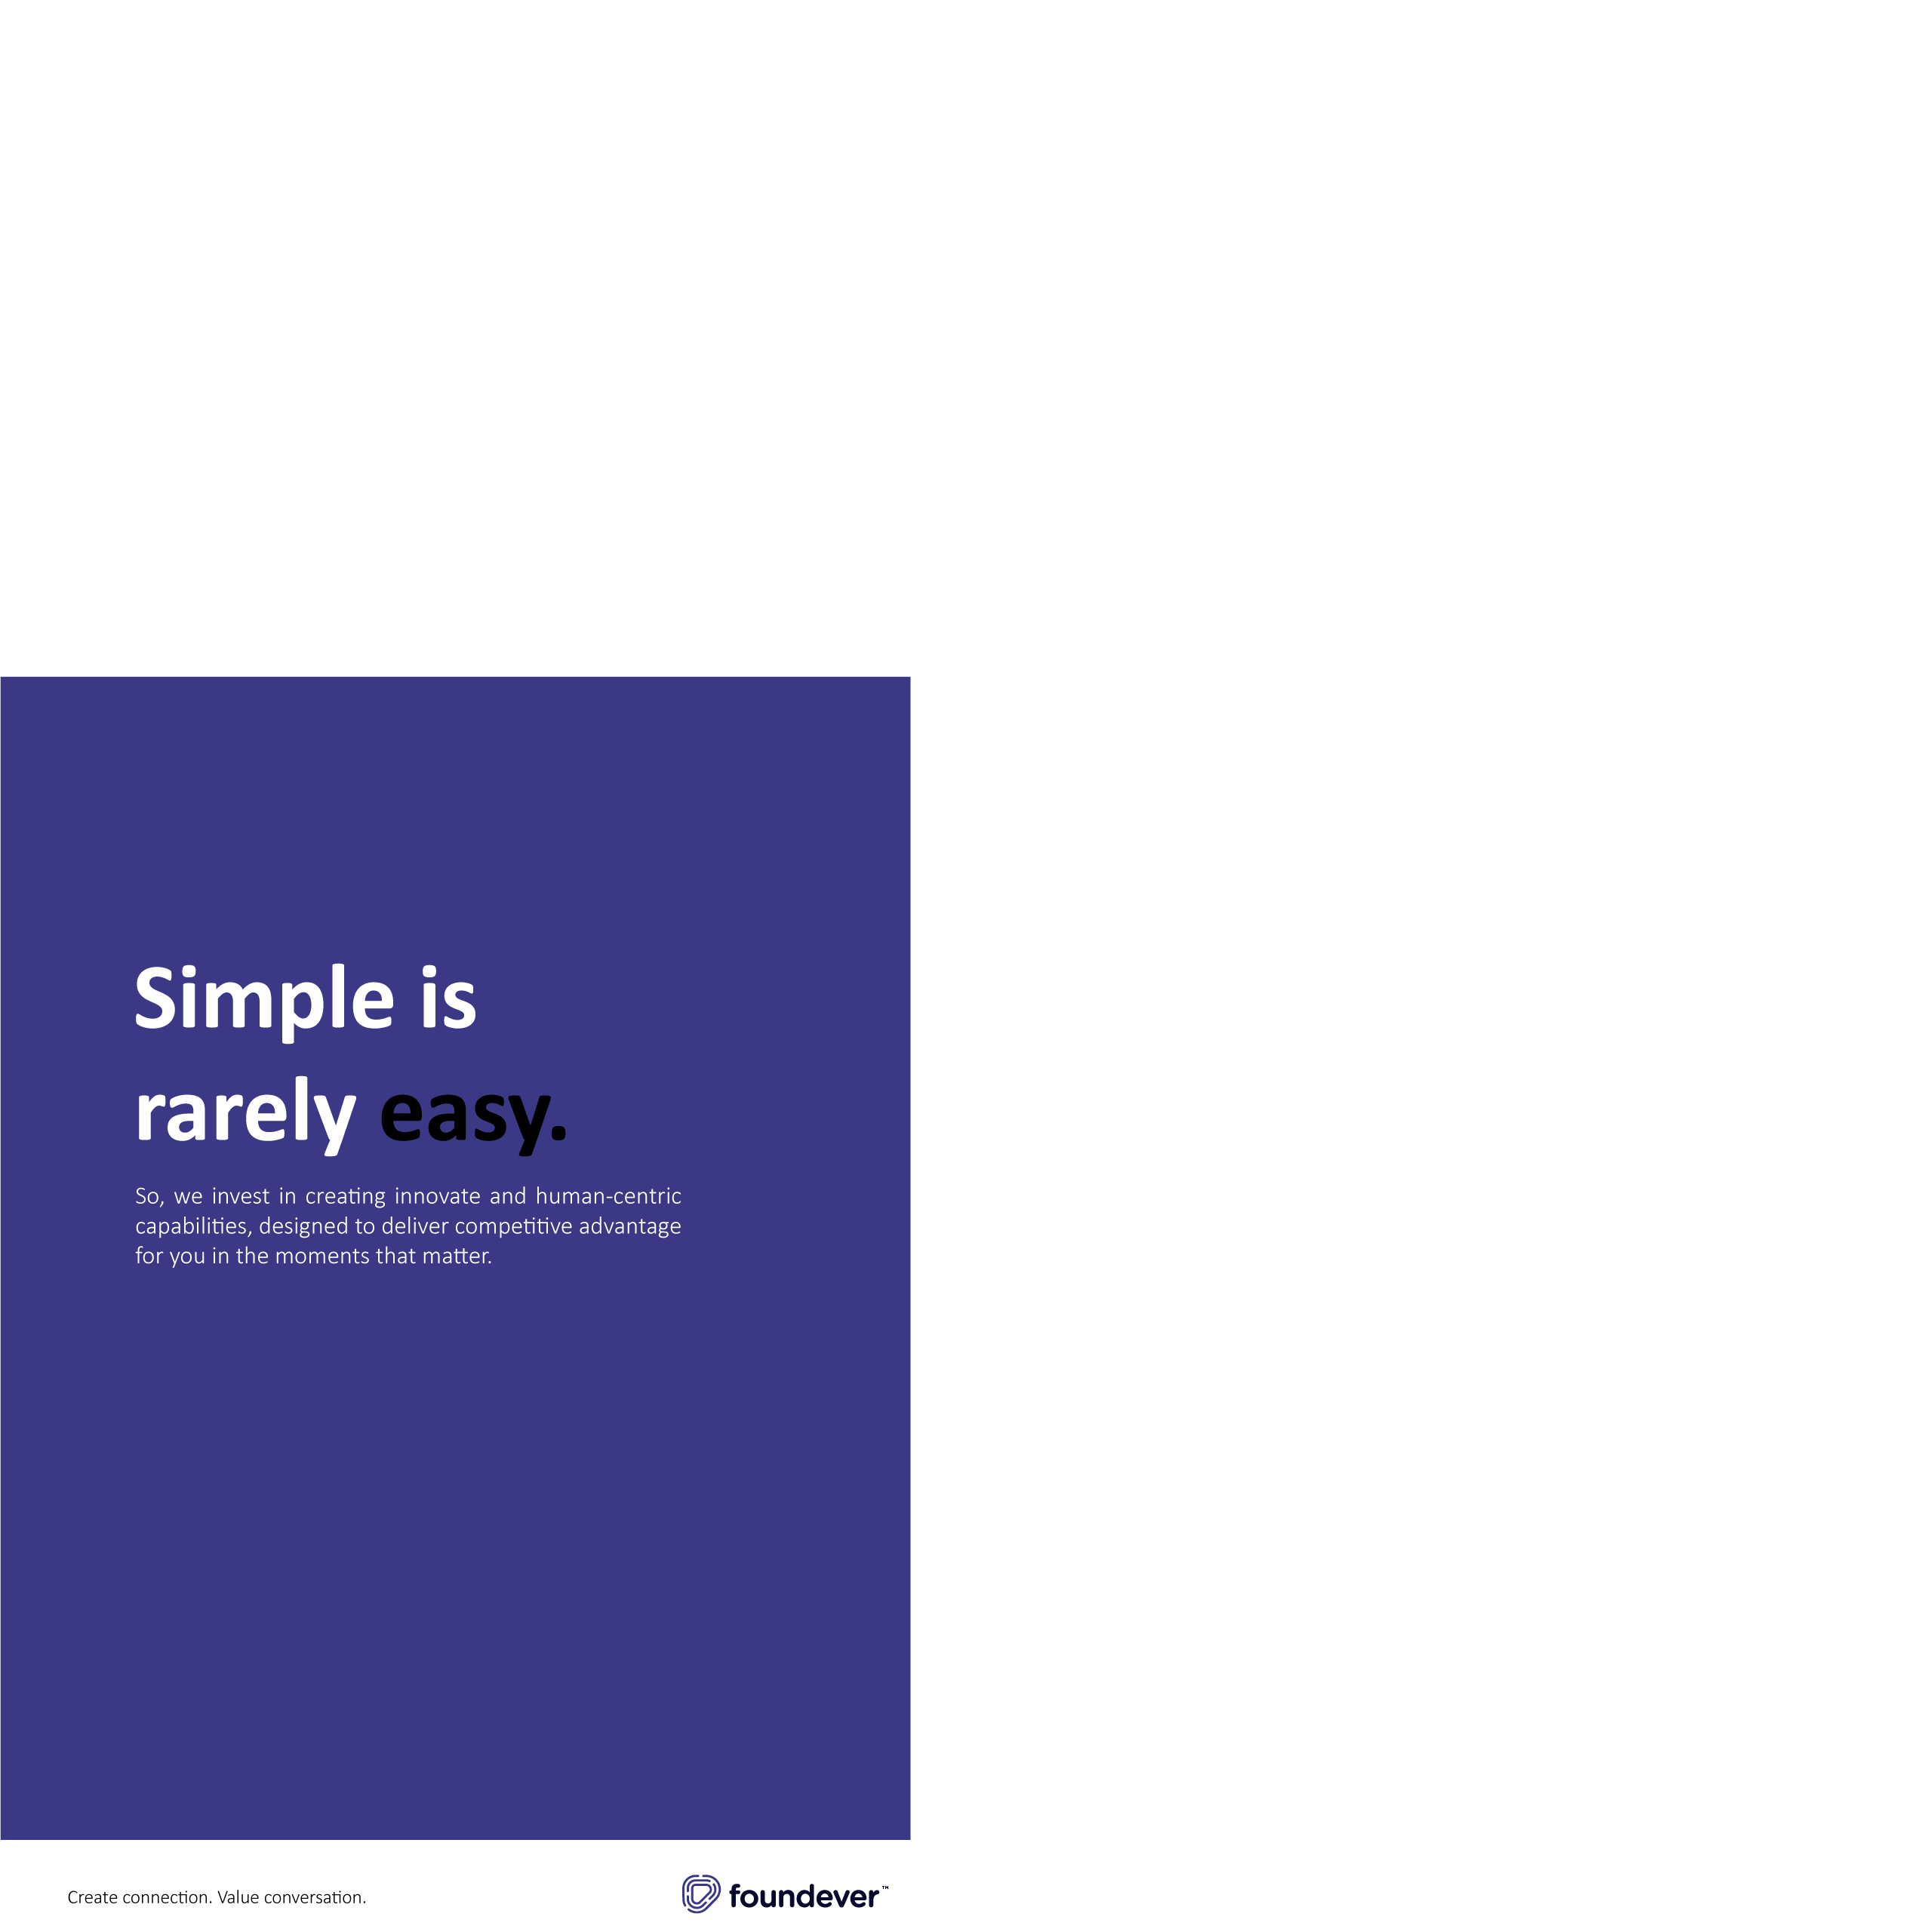 Simple is
rarely easy.
So, we invest in creating innovate and human-centric
capabilities, designed to deliver competitive advantage
for you in the moments that matter.
Create connection. Value conversation.
foundever™